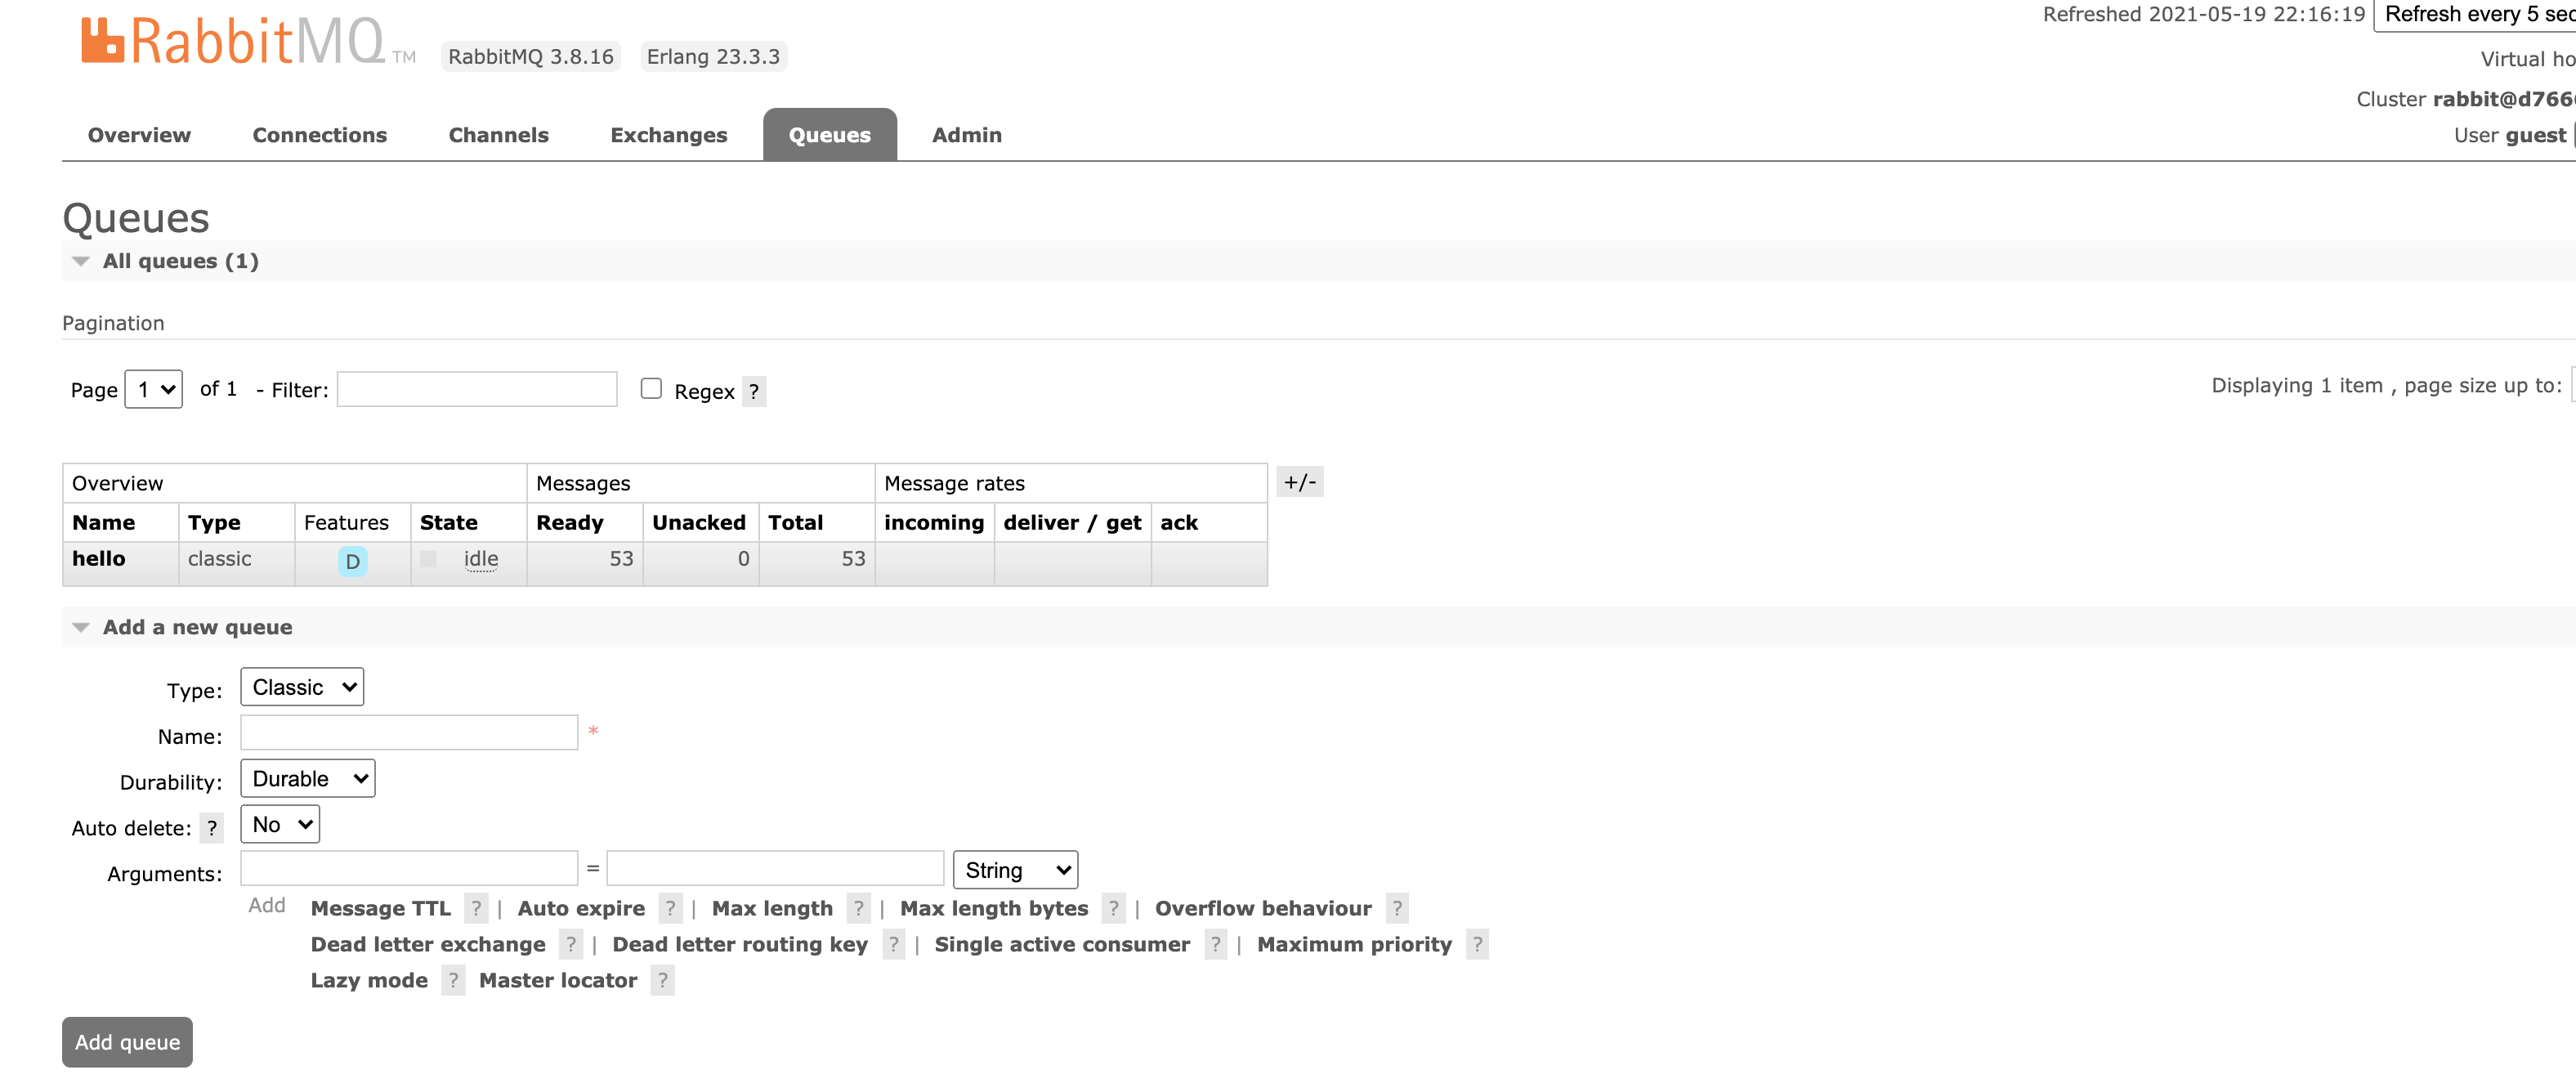 RabbitMQ TM RabbitMQ 3.8.16 Erlang 23.3.3
Refreshed 2021-05-19 22:16:19 Refresh every 5 sec
Virtual ho
Cluster rabbit@d766
User guest
Overview Connections Channels Exchanges Queues Admin
Queues
All queues (1)
Pagination
Page 1 of 1 - Filter: Regex ? Displaying 1 item , page size up to:
Overview Messages Message rates +/-
Name Type Features State Ready Unacked Total incoming deliver / get ack
hello classic D idle 53 0 53
Add a new queue
Type: Classic
Name: *
Durability: Durable
Auto delete: ? No
Arguments: = String
Add Message TTL ? | Auto expire ? | Max length ? | Max length bytes ? | Overflow behaviour ?
Dead letter exchange ? | Dead letter routing key ? | Single active consumer ? | Maximum priority ?
Lazy mode ? Master locator ?
Add queue